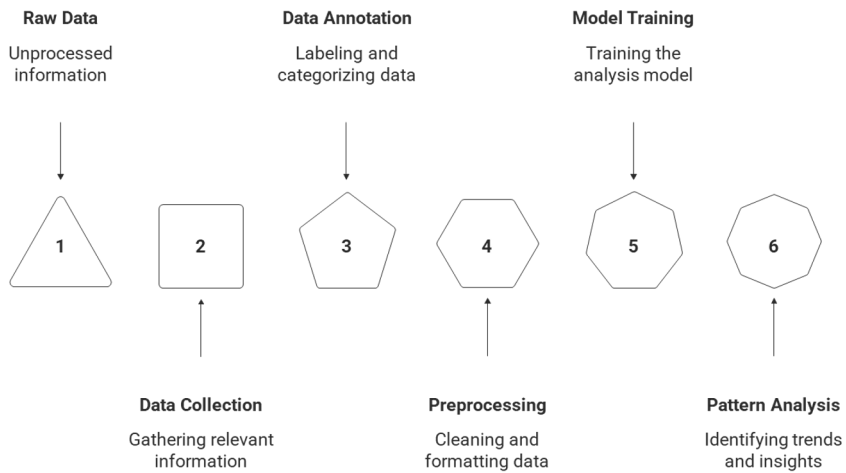 Raw Data
Unprocessed
information
Data Annotation
Labeling and
categorizing data
Model Training
Training the
analysis model
1
2
3
4
5
6
Data Collection
Gathering relevant
information
Preprocessing
Cleaning and
formatting data
Pattern Analysis
Identifying trends
and insights